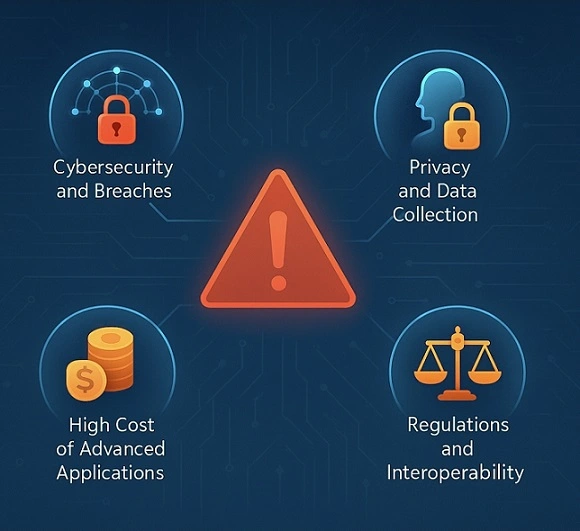 Cybersecurity
and Breaches
Privacy
and Data
Collection
$
High Cost
of Advanced
Applications
Regulations
and
Interoperability